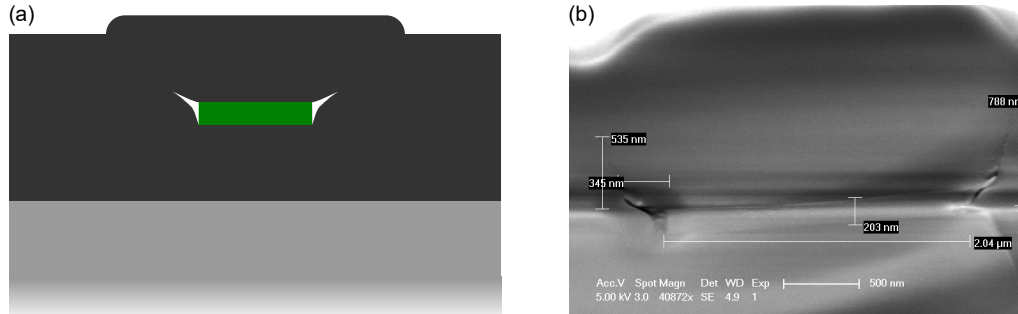 (a)
(b)
788 nm
535 nm
345 nm
203 nm
2.04 µm
Acc.V Spot Magn Det WD Exp
5.00 kV 3.0 40872x SE 4.9 1
500 nm